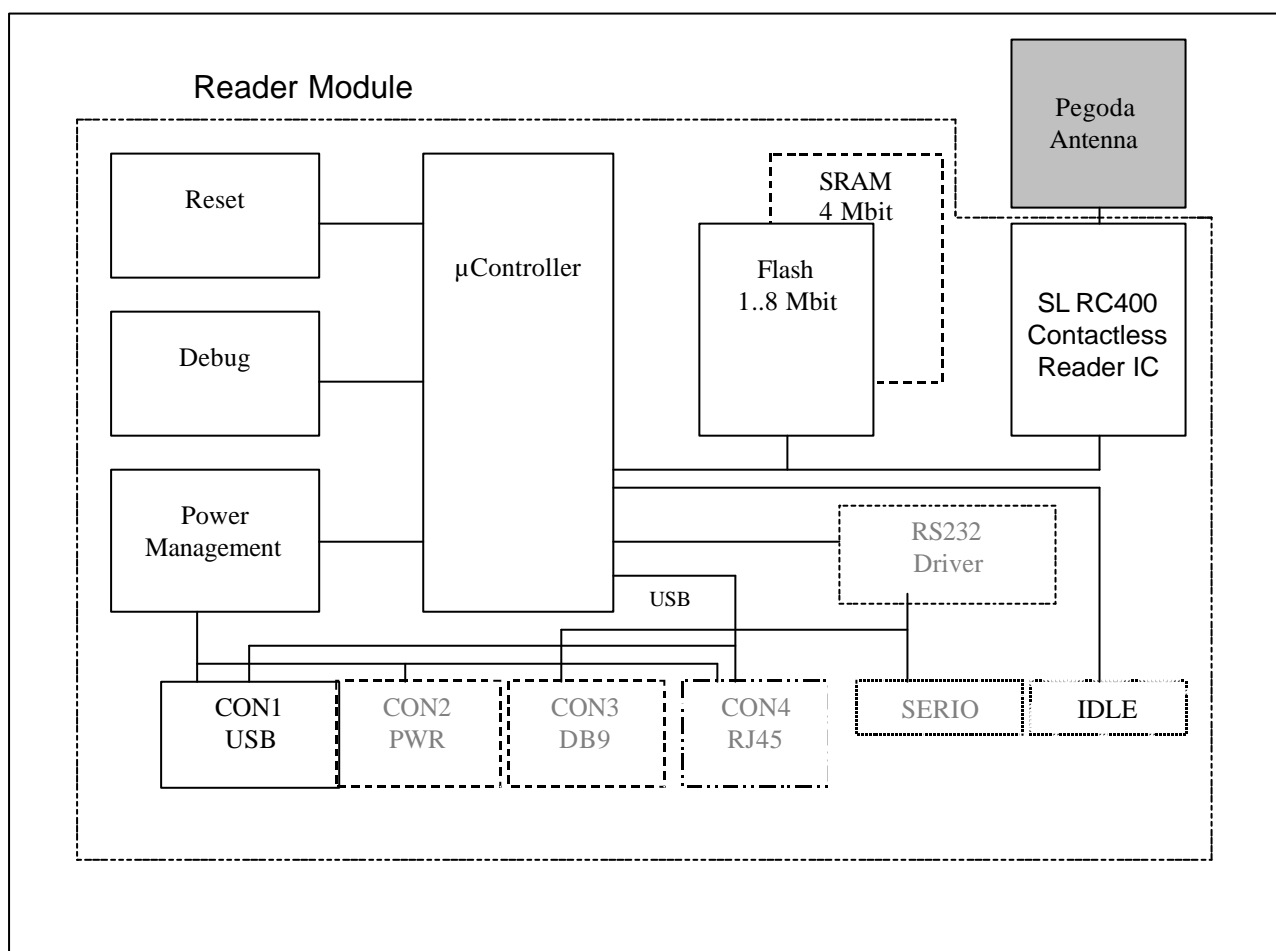 Reader Module
Pegoda
Antenna
Reset
µController
SRAM
4 Mbit
Flash
1..8 Mbit
SL RC400
Contactless
Reader IC
Debug
Power
Management
RS232
Driver
USB
CON1
USB
CON2
PWR
CON3
DB9
CON4
RJ45
SERIO
IDLE